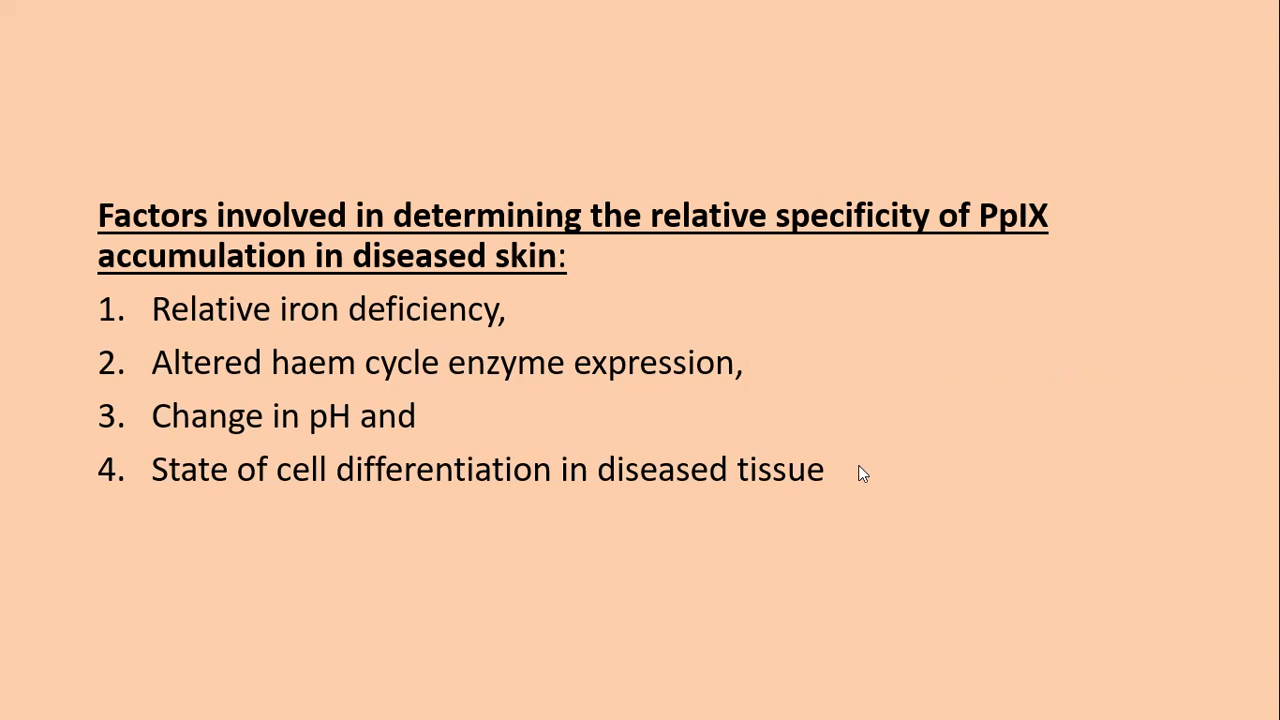 Factors involved in determining the relative specificity of PpIX
accumulation in diseased skin:
1. Relative iron deficiency,
2. Altered haem cycle enzyme expression,
3. Change in pH and
4. State of cell differentiation in diseased tissue